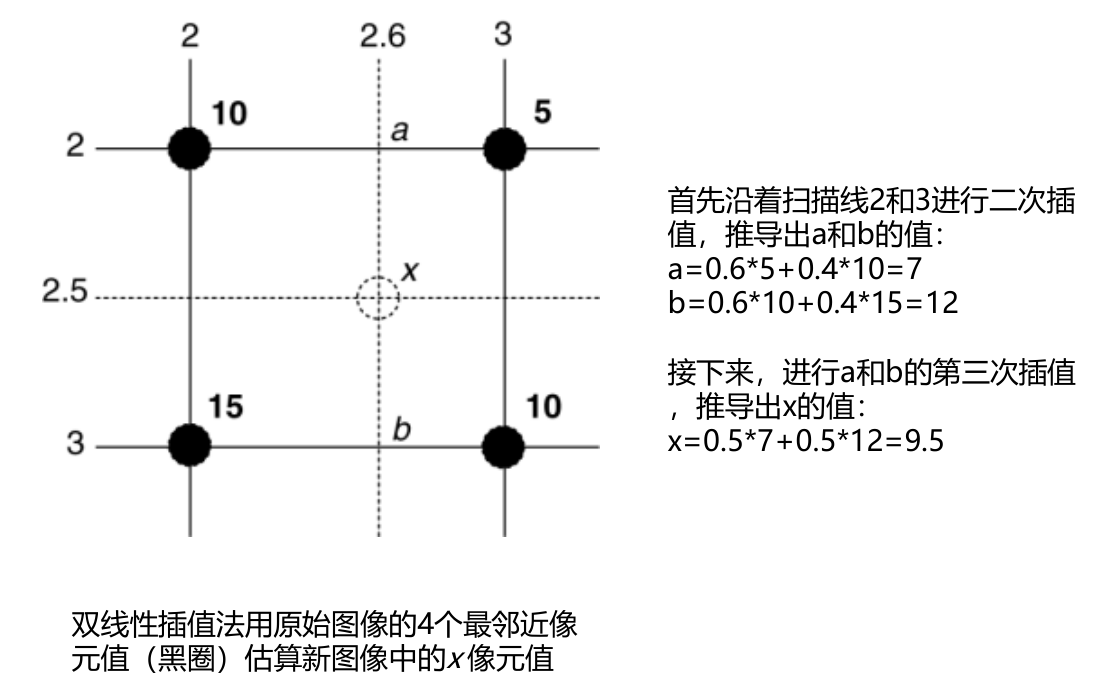 2 2.6 3
10 5
2 a
首先沿着扫描线2和3进行二次插
值，推导出a和b的值：
a=0.6*5+0.4*10=7
b=0.6*10+0.4*15=12
x
2.5
接下来，进行a和b的第三次插值
，推导出x的值：
x=0.5*7+0.5*12=9.5
15 10
3 b
双线性插值法用原始图像的4个最邻近像
元值（黑圈）估算新图像中的x像元值